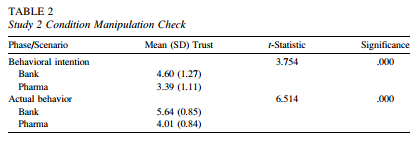 TABLE 2
Study 2 Condition Manipulation Check
Phase/Scenario Mean (SD) Trust t-Statistic Significance
Behavioral intention 3.754 .000
Bank 4.60 (1.27)
Pharma 3.39 (1.11)
Actual behavior 6.514 .000
Bank 5.64 (0.85)
Pharma 4.01 (0.84)